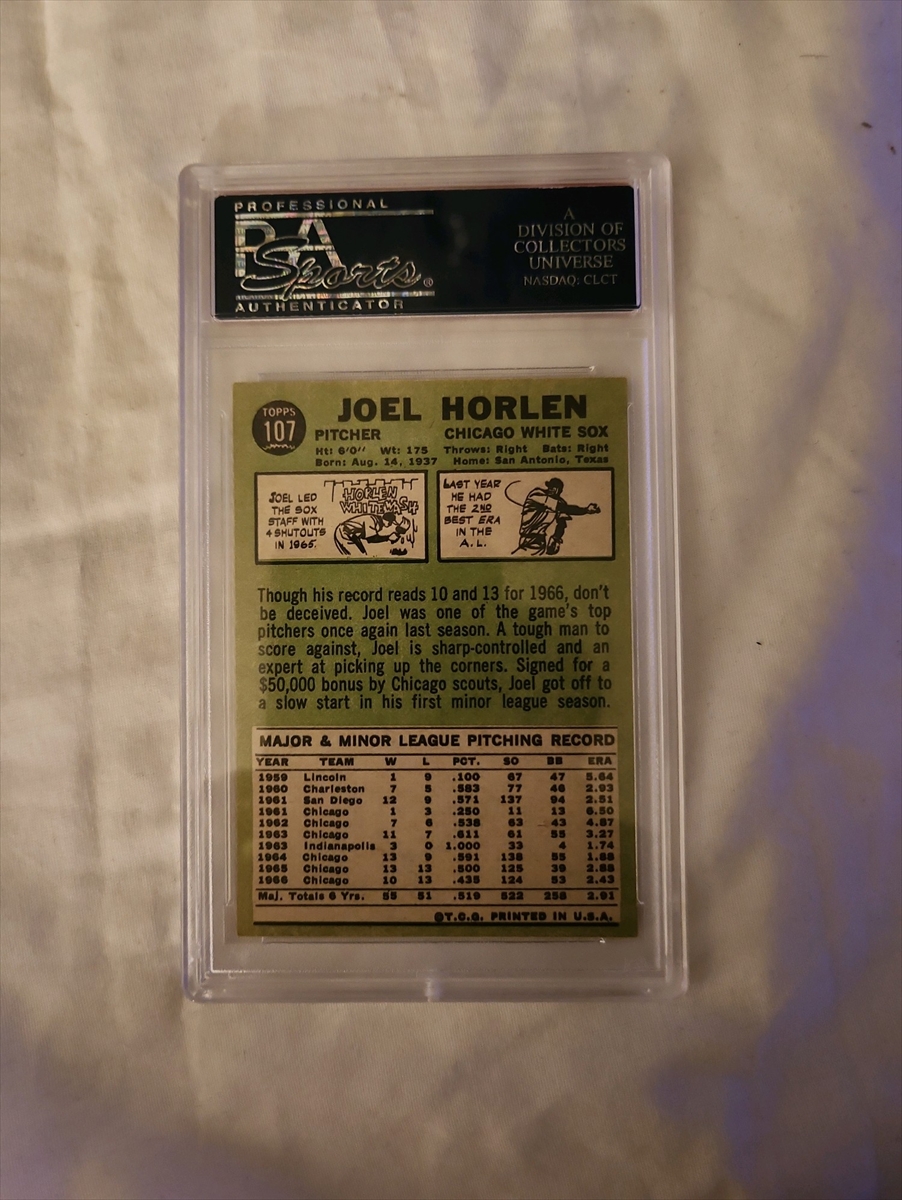 PROFESSIONAL
PSA
Sports®
AUTHENTICATOR
A
DIVISION OF
COLLECTORS
UNIVERSE
NASDAQ: CLCT
TOPPS
107
JOEL HORLEN
PITCHER CHICAGO WHITE SOX
Ht: 6'0" Wt: 175 Throws: Right Bats: Right
Born: Aug. 14, 1937 Home: San Antonio, Texas
JOEL LED
THE SOX
STAFF WITH
4 SHUTOUTS
IN 1965.
HORLEN
WHITEWASH
LAST YEAR
HE HAD
THE 2ND
BEST ERA
IN THE
A.L.
Though his record reads 10 and 13 for 1966, don't
be deceived. Joel was one of the game's top
pitchers once again last season. A tough man to
score against, Joel is sharp-controlled and an
expert at picking up the corners. Signed for a
$50,000 bonus by Chicago scouts, Joel got off to
a slow start in his first minor league season.
MAJOR & MINOR LEAGUE PITCHING RECORD
YEAR TEAM W L PCT. SO BB ERA
1959 Lincoln 1 9 .100 67 47 5.64
1960 Charleston 7 5 .583 77 46 2.93
1961 San Diego 12 9 .571 137 94 2.51
1961 Chicago 1 3 .250 11 13 6.50
1962 Chicago 7 6 .538 63 43 4.87
1963 Chicago 11 7 .611 61 55 3.27
1963 Indianapolis 3 0 1.000 33 4 1.74
1964 Chicago 13 9 .591 138 55 1.88
1965 Chicago 13 13 .500 125 39 2.88
1966 Chicago 10 13 .435 124 53 2.43
Maj. Totals 6 Yrs. 55 51 .519 522 258 2.91
©T.C.G. PRINTED IN U.S.A.